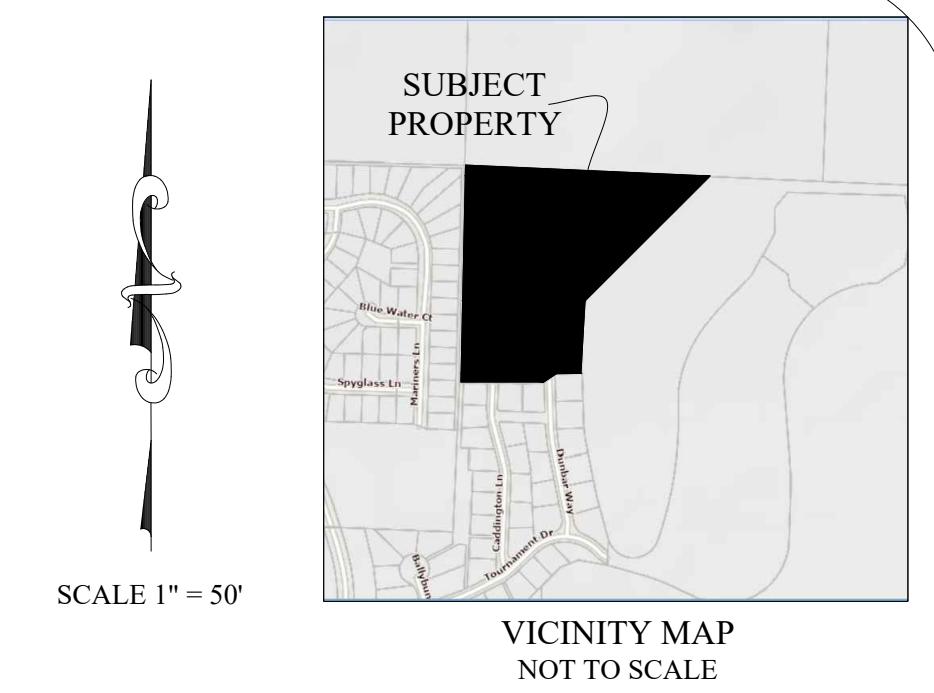 SUBJECT
PROPERTY
Blue Water Ct
Mariners Ln
Spyglass Ln
Caddington Ln
Dunbar Way
Tournament Dr
Ballybun
SCALE 1" = 50'
VICINITY MAP
NOT TO SCALE